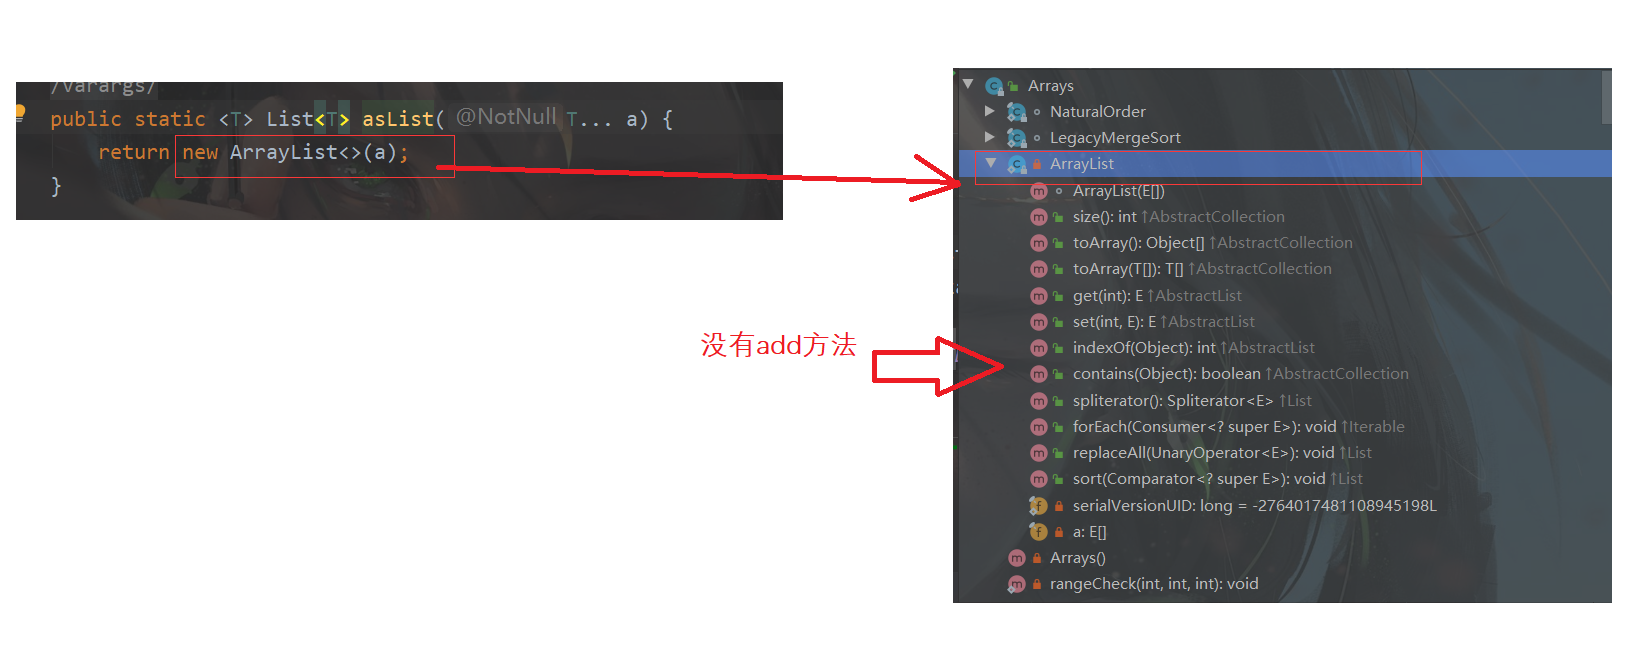 /varargs/
public static <T> List<T> asList( @NotNull T... a) {
return new ArrayList<>(a);
}
没有add方法
Arrays
NaturalOrder
LegacyMergeSort
ArrayList
ArrayList(E[])
size(): int ↑AbstractCollection
toArray(): Object[] ↑AbstractCollection
toArray(T[]): T[] ↑AbstractCollection
get(int): E ↑AbstractList
set(int, E): E ↑AbstractList
indexOf(Object): int ↑AbstractList
contains(Object): boolean ↑AbstractCollection
spliterator(): Spliterator<E> ↑List
forEach(Consumer<? super E>): void ↑Iterable
replaceAll(UnaryOperator<E>): void ↑List
sort(Comparator<? super E>): void ↑List
serialVersionUID: long = -2764017481108945198L
a: E[]
Arrays()
rangeCheck(int, int, int): void